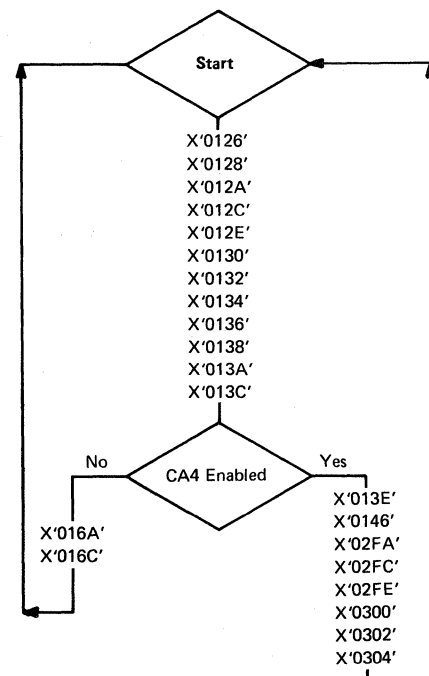 Start
X'0126'
X'0128'
X'012A'
X'012C'
X'012E'
X'0130'
X'0132'
X'0134'
X'0136'
X'0138'
X'013A'
X'013C'
CA4 Enabled
No
X'016A'
X'016C'
Yes
X'013E'
X'0146'
X'02FA'
X'02FC'
X'02FE'
X'0300'
X'0302'
X'0304'